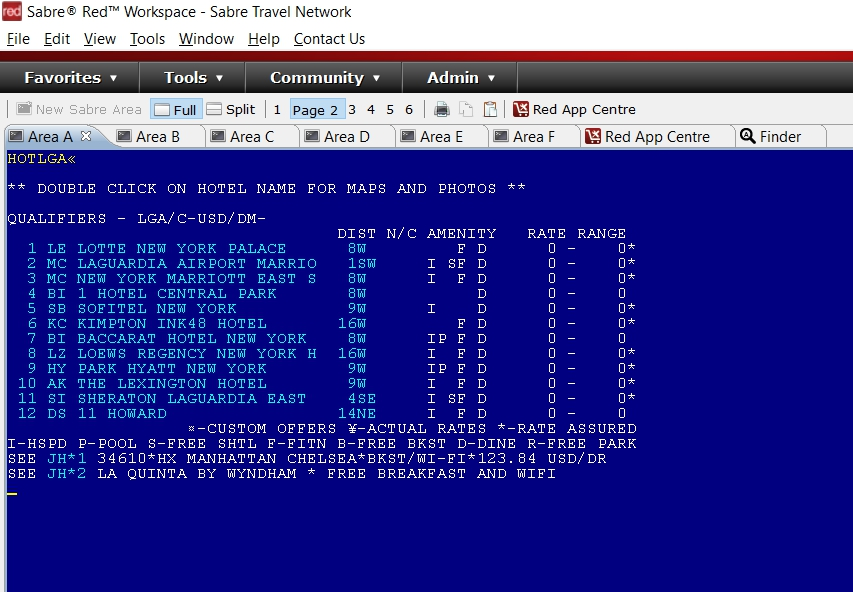 red Sabre® Red™ Workspace - Sabre Travel Network
File Edit View Tools Window Help Contact Us
Favorites ▾ Tools ▾ Community ▾ Admin ▾
New Sabre Area Full Split 1 Page 2 3 4 5 6 Red App Centre
Area A Area B Area C Area D Area E Area F Red App Centre Finder
HOTLGA«
** DOUBLE CLICK ON HOTEL NAME FOR MAPS AND PHOTOS **
QUALIFIERS - LGA/C-USD/DM-
DIST N/C AMENITY RATE RANGE
1 LE LOTTE NEW YORK PALACE 8W F D 0 - 0*
2 MC LAGUARDIA AIRPORT MARRIO 1SW I SF D 0 - 0*
3 MC NEW YORK MARRIOTT EAST S 8W I F D 0 - 0*
4 BI 1 HOTEL CENTRAL PARK 8W D 0 - 0
5 SB SOFITEL NEW YORK 9W I D 0 - 0*
6 KC KIMPTON INK48 HOTEL 16W F D 0 - 0*
7 BI BACCARAT HOTEL NEW YORK 8W IP F D 0 - 0
8 LZ LOEWS REGENCY NEW YORK H 16W I F D 0 - 0*
9 HY PARK HYATT NEW YORK 9W IP F D 0 - 0*
10 AK THE LEXINGTON HOTEL 9W I F D 0 - 0*
11 SI SHERATON LAGUARDIA EAST 4SE I SF D 0 - 0*
12 DS 11 HOWARD 14NE I F D 0 - 0
¤-CUSTOM OFFERS ¥-ACTUAL RATES *-RATE ASSURED
I-HSPD P-POOL S-FREE SHTL F-FITN B-FREE BKST D-DINE R-FREE PARK
SEE JH*1 34610*HX MANHATTAN CHELSEA*BKST/WI-FI*123.84 USD/DR
SEE JH*2 LA QUINTA BY WYNDHAM * FREE BREAKFAST AND WIFI